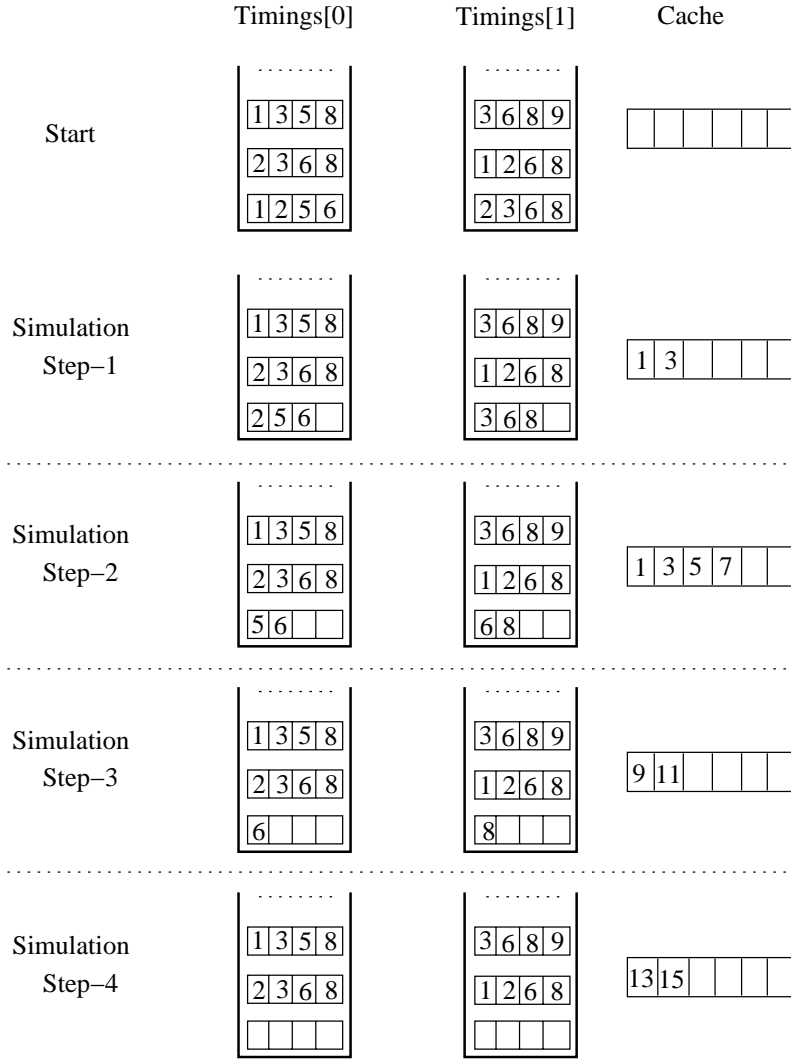 Timings[0] Timings[1] Cache
1 3 5 8 3 6 8 9
Start
2 3 6 8 1 2 6 8
1 2 5 6 2 3 6 8
1 3 5 8 3 6 8 9
Simulation
Step–1
2 3 6 8 1 2 6 8 1 3
2 5 6 3 6 8
1 3 5 8 3 6 8 9
Simulation
Step–2
2 3 6 8 1 2 6 8 1 3 5 7
5 6 6 8
1 3 5 8 3 6 8 9
Simulation
Step–3
2 3 6 8 1 2 6 8 9 11
6 8
1 3 5 8 3 6 8 9
Simulation
Step–4
2 3 6 8 1 2 6 8 13 15